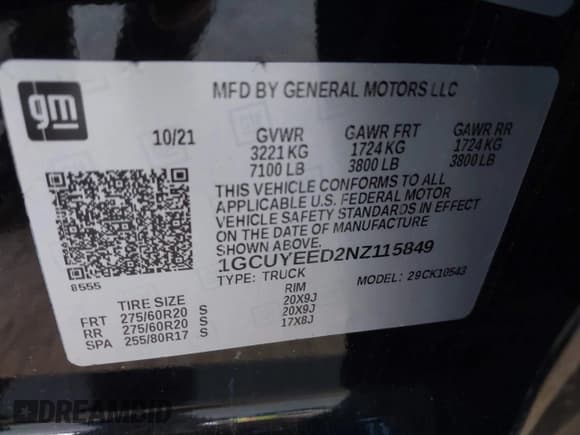 gm
MFD BY GENERAL MOTORS LLC
10/21 GVWR GAWR FRT GAWR RR
3221 KG 1724 KG 1724 KG
7100 LB 3800 LB 3800 LB
THIS VEHICLE CONFORMS TO ALL
APPLICABLE U.S. FEDERAL MOTOR
VEHICLE SAFETY STANDARDS IN EFFECT
ON THE DATE OF MANUFACTURE
SHOWN ABOVE.
1GCUYEED2NZ115849
TYPE: TRUCK MODEL: 29CK10543
8555
TIRE SIZE RIM
FRT 275/60R20 S 20X9J
RR 275/60R20 S 20X9J
SPA 255/80R17 S 17X8J
DREAMBID